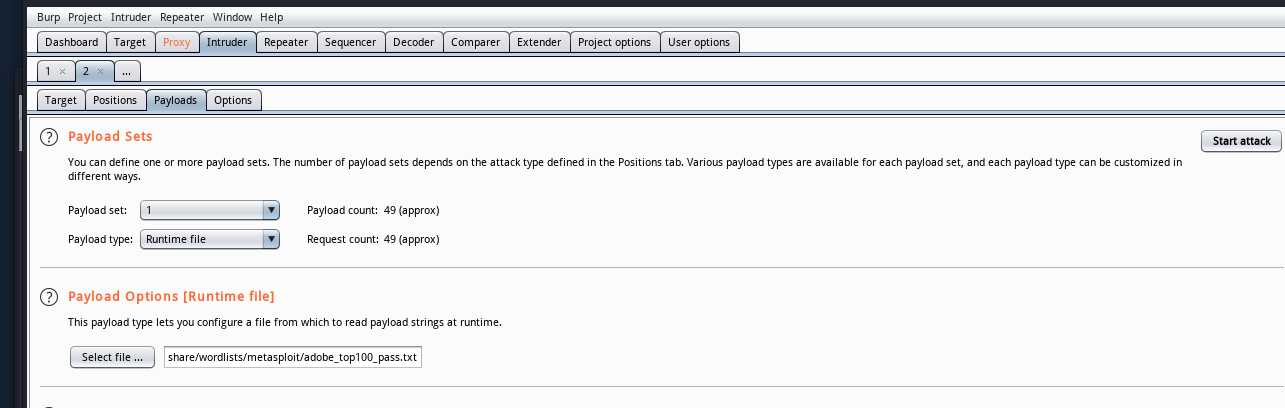 Burp Project Intruder Repeater Window Help
Dashboard Target Proxy Intruder Repeater Sequencer Decoder Comparer Extender Project options User options
1 × 2 × ...
Target Positions Payloads Options
? Payload Sets
Start attack
You can define one or more payload sets. The number of payload sets depends on the attack type defined in the Positions tab. Various payload types are available for each payload set, and each payload type can be customized in
different ways.
Payload set: 1 Payload count: 49 (approx)
Payload type: Runtime file Request count: 49 (approx)
? Payload Options [Runtime file]
This payload type lets you configure a file from which to read payload strings at runtime.
Select file ... share/wordlists/metasploit/adobe_top100_pass.txt